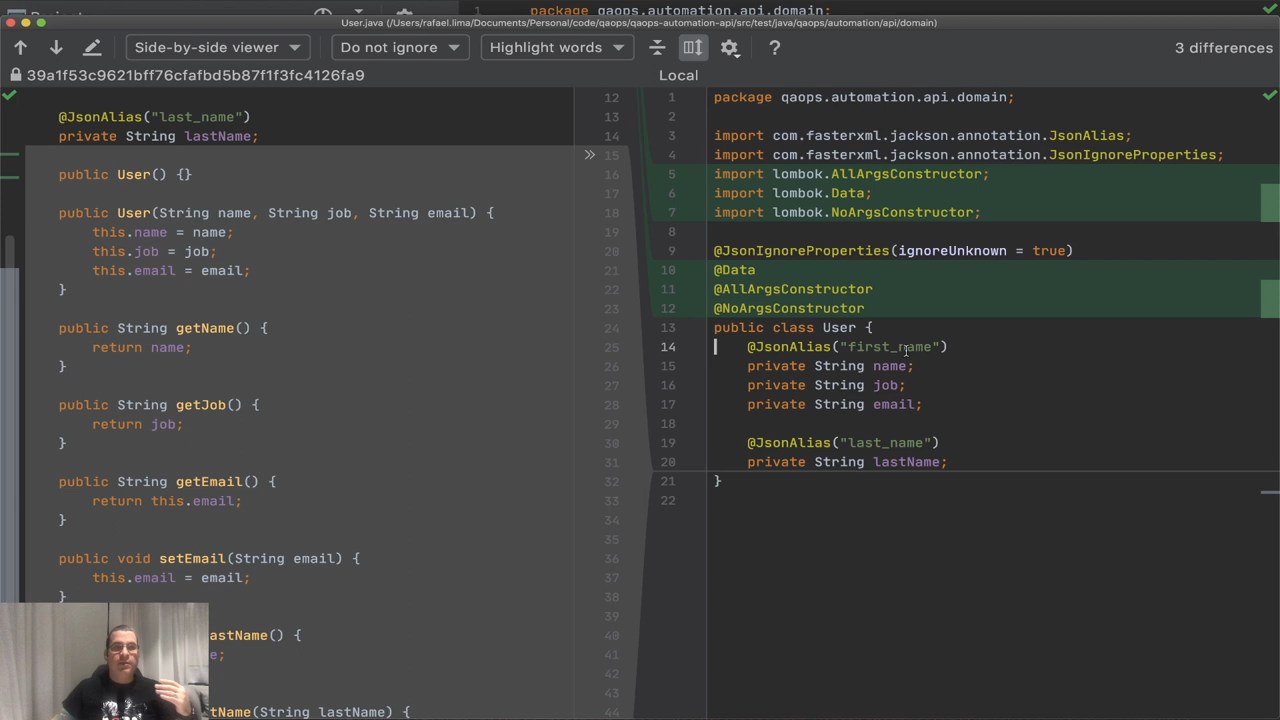 package qaops.automation.api.domain;
User.java (/Users/rafael.lima/Documents/Personal/code/qaops/qaops-automation-api/src/test/java/qaops/automation/api/domain)
Side-by-side viewer
Do not ignore
Highlight words
?
3 differences
39a1f53c9621bff76cfafbd5b87f1f3fc4126fa9
Local
@JsonAlias("last_name")
private String lastName;
public User() {}
public User(String name, String job, String email) {
this.name = name;
this.job = job;
this.email = email;
}
public String getName() {
return name;
}
public String getJob() {
return job;
}
public String getEmail() {
return this.email;
}
public void setEmail(String email) {
this.email = email;
}
astName() {
e;
tName(String lastName) {
12
13
14
15
16
17
18
19
20
21
22
23
24
25
26
27
28
29
30
31
32
33
34
35
36
37
38
39
40
41
42
43
44
1 package qaops.automation.api.domain;
2
3 import com.fasterxml.jackson.annotation.JsonAlias;
4 import com.fasterxml.jackson.annotation.JsonIgnoreProperties;
5 import lombok.AllArgsConstructor;
6 import lombok.Data;
7 import lombok.NoArgsConstructor;
8
9 @JsonIgnoreProperties(ignoreUnknown = true)
10 @Data
11 @AllArgsConstructor
12 @NoArgsConstructor
13 public class User {
14 @JsonAlias("first_name")
15 private String name;
16 private String job;
17 private String email;
18
19 @JsonAlias("last_name")
20 private String lastName;
21 }
22